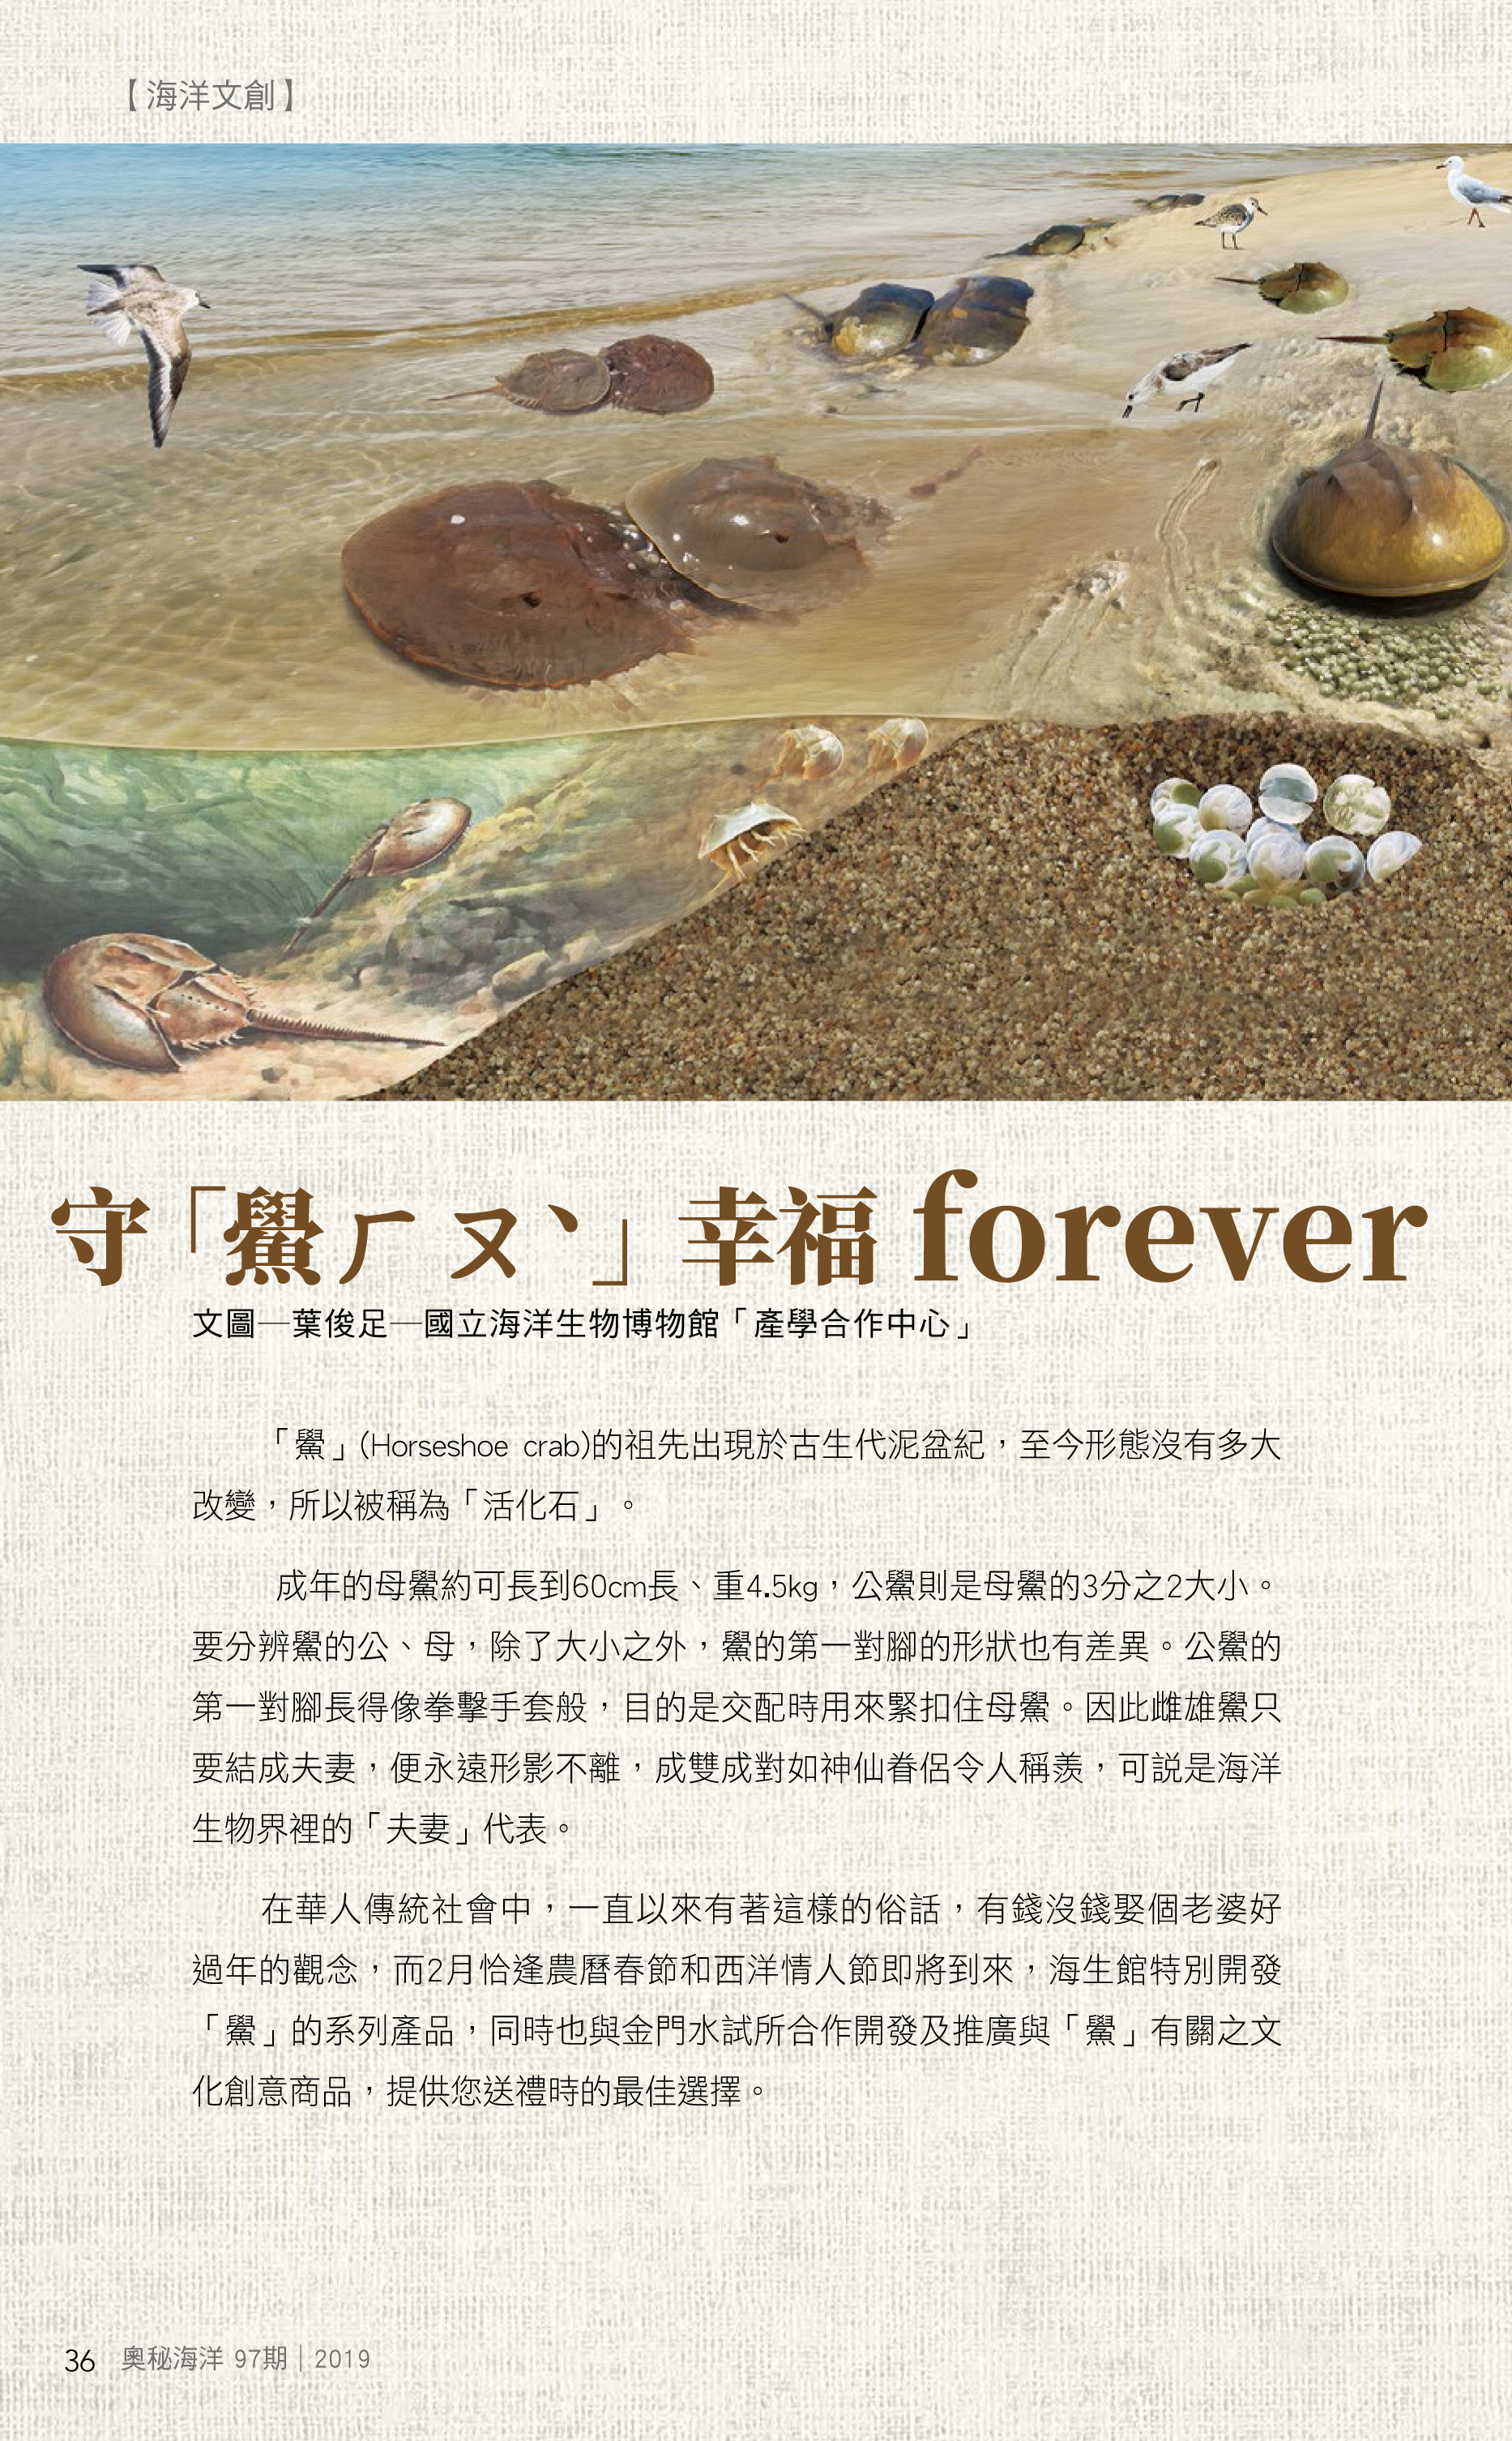 【海洋文創】
守「鱟ㄏㄡˋ」幸福 forever
文圖─葉俊足─國立海洋生物博物館「產學合作中心」
「鱟」(Horseshoe crab)的祖先出現於古生代泥盆紀，至今形態沒有多大
改變，所以被稱為「活化石」。
成年的母鱟約可長到60cm長、重4.5kg，公鱟則是母鱟的3分之2大小。
要分辨鱟的公、母，除了大小之外，鱟的第一對腳的形狀也有差異。公鱟的
第一對腳長得像拳擊手套般，目的是交配時用來緊扣住母鱟。因此雌雄鱟只
要結成夫妻，便永遠形影不離，成雙成對如神仙眷侶令人稱羨，可説是海洋
生物界裡的「夫妻」代表。
在華人傳統社會中，一直以來有著這樣的俗話，有錢沒錢娶個老婆好
過年的觀念，而2月恰逢農曆春節和西洋情人節即將到來，海生館特別開發
「鱟」的系列產品，同時也與金門水試所合作開發及推廣與「鱟」有關之文
化創意商品，提供您送禮時的最佳選擇。
36 奧秘海洋 97期│2019